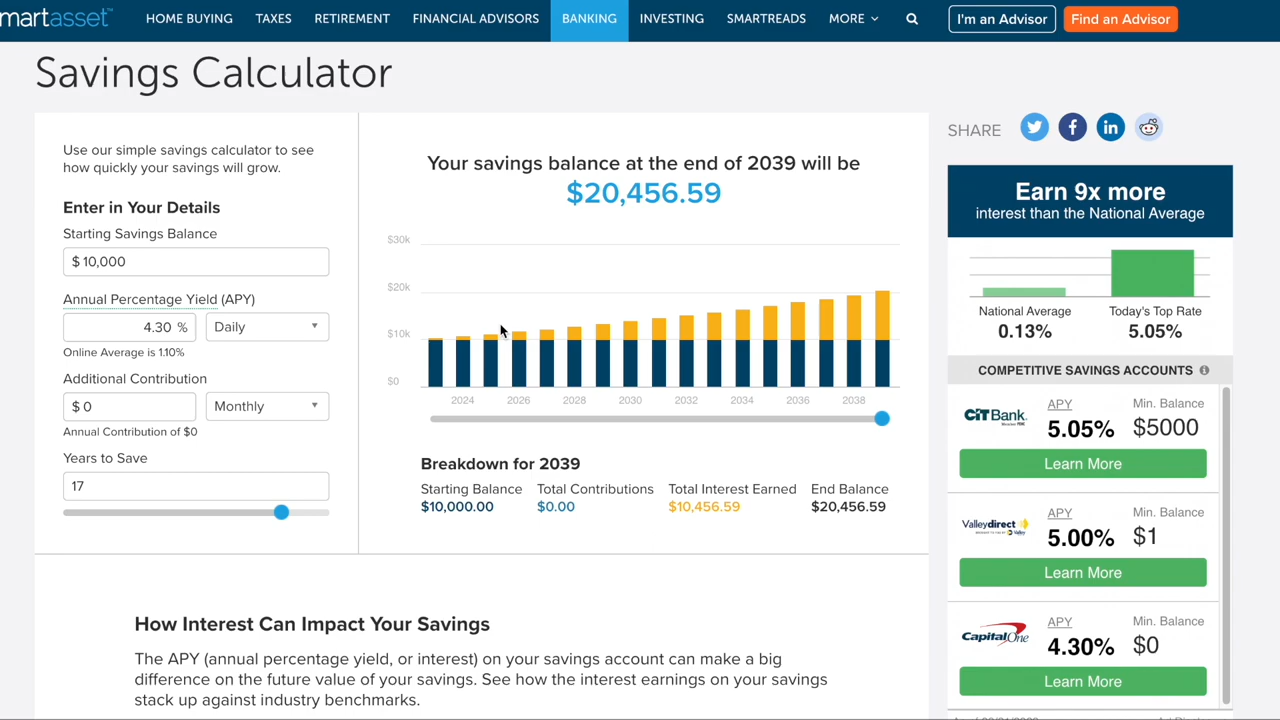 martasset™
HOME BUYING
TAXES
RETIREMENT
FINANCIAL ADVISORS
BANKING
INVESTING
SMARTREADS
MORE
I'm an Advisor
Find an Advisor
Savings Calculator
Use our simple savings calculator to see
how quickly your savings will grow.
Enter in Your Details
Starting Savings Balance
$ 10,000
Annual Percentage Yield (APY)
4.30 %
Daily
Online Average is 1.10%
Additional Contribution
$ 0
Monthly
Annual Contribution of $0
Years to Save
17
Your savings balance at the end of 2039 will be
$20,456.59
$30k
$20k
$10k
$0
2024 2026 2028 2030 2032 2034 2036 2038
Breakdown for 2039
Starting Balance Total Contributions Total Interest Earned End Balance
$10,000.00 $0.00 $10,456.59 $20,456.59
How Interest Can Impact Your Savings
The APY (annual percentage yield, or interest) on your savings account can make a big
difference on the future value of your savings. See how the interest earnings on your savings
stack up against industry benchmarks.
SHARE
Earn 9x more
interest than the National Average
National Average Today's Top Rate
0.13% 5.05%
COMPETITIVE SAVINGS ACCOUNTS
CIT Bank
APY Min. Balance
5.05% $5000
Learn More
Valley direct
APY Min. Balance
5.00% $1
Learn More
Capital One
APY Min. Balance
4.30% $0
Learn More